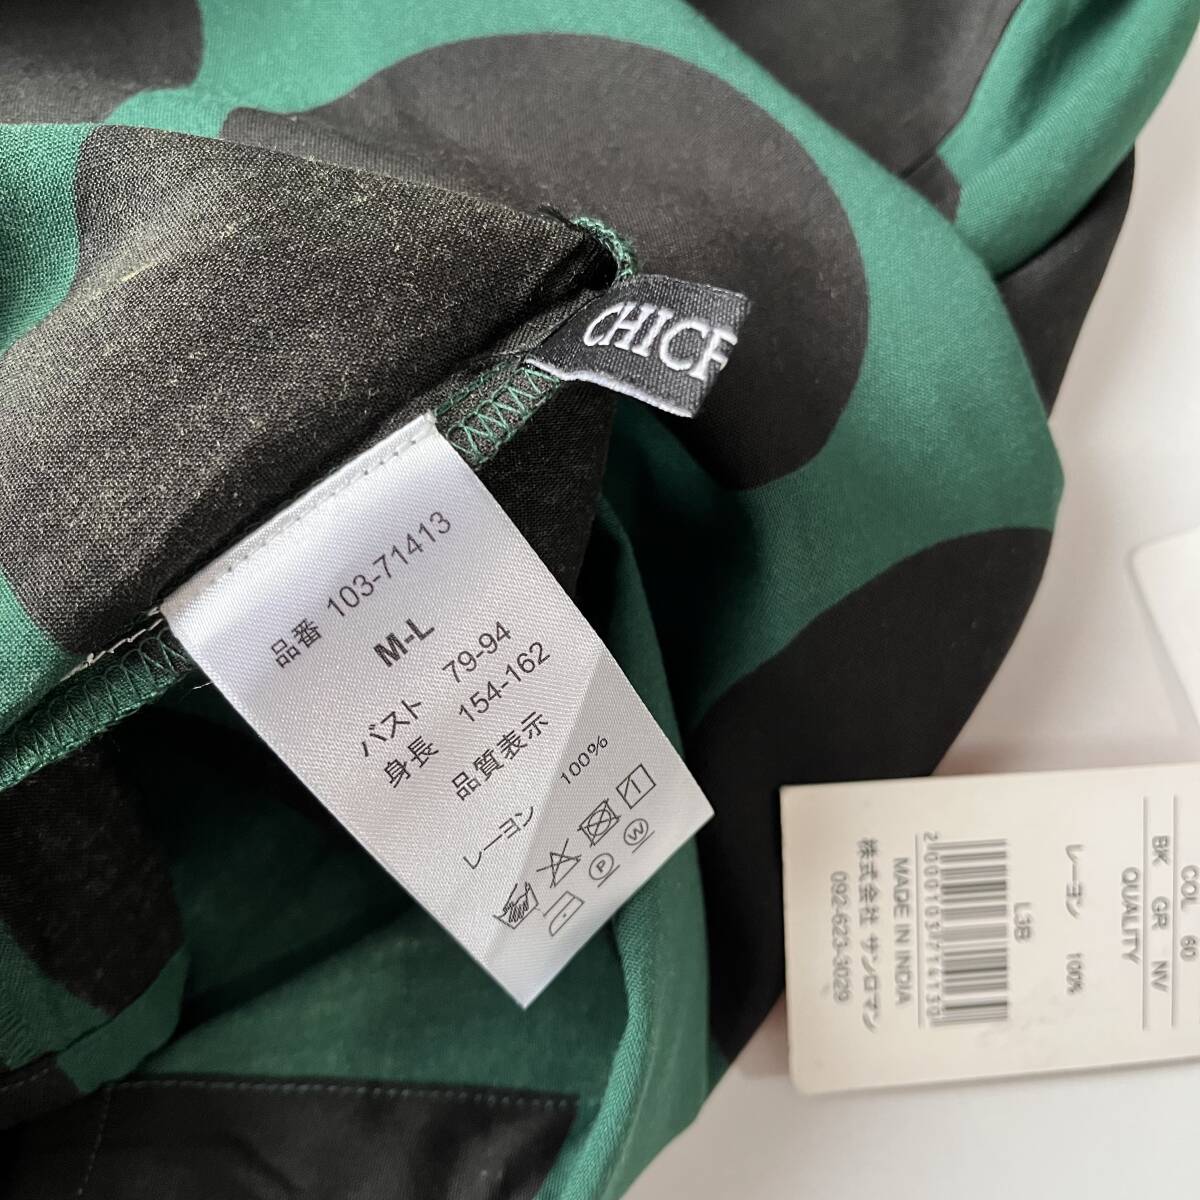 CHICF
品番 103-71413
M-L
バスト 79-94
身長 154-162
品質表示
レーヨン 100%
P
W
COL 60
BK GR NV
QUALITY
レーヨン 100%
L3B
MADE IN INDIA
株式会社 サンロマン
092-623-3029